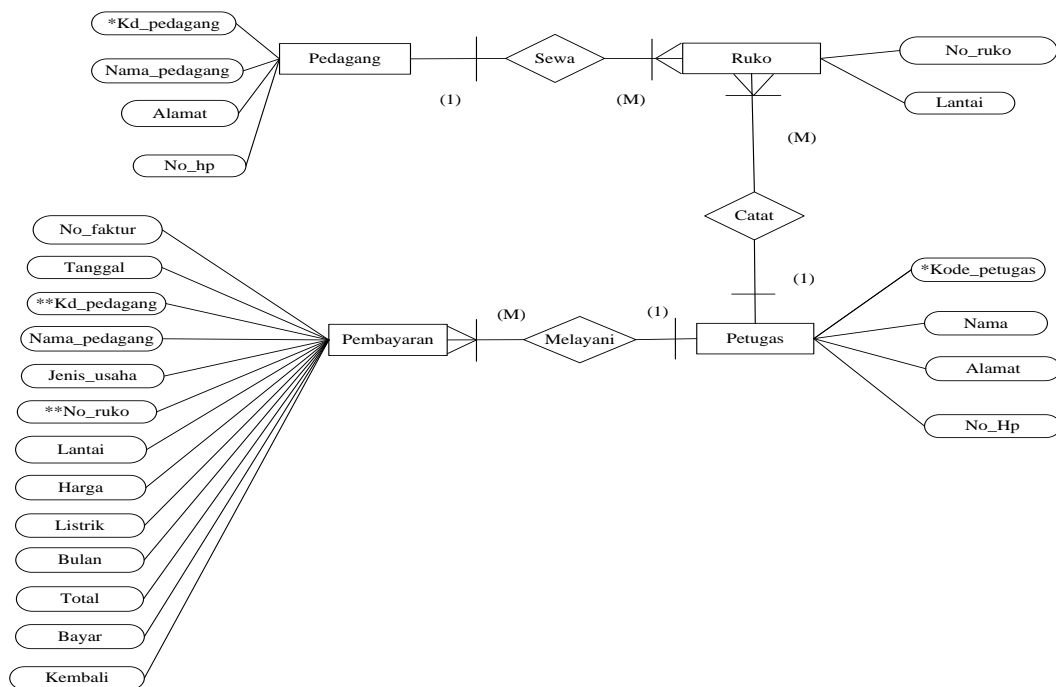 *Kd_pedagang
Nama_pedagang
Alamat
No_hp
Pedagang
(1)
Sewa
(M)
Ruko
No_ruko
Lantai
(M)
Catat
(1)
No_faktur
Tanggal
**Kd_pedagang
Nama_pedagang
Jenis_usaha
**No_ruko
Lantai
Harga
Listrik
Bulan
Total
Bayar
Kembali
Pembayaran
(M)
Melayani
(1)
Petugas
*Kode_petugas
Nama
Alamat
No_Hp